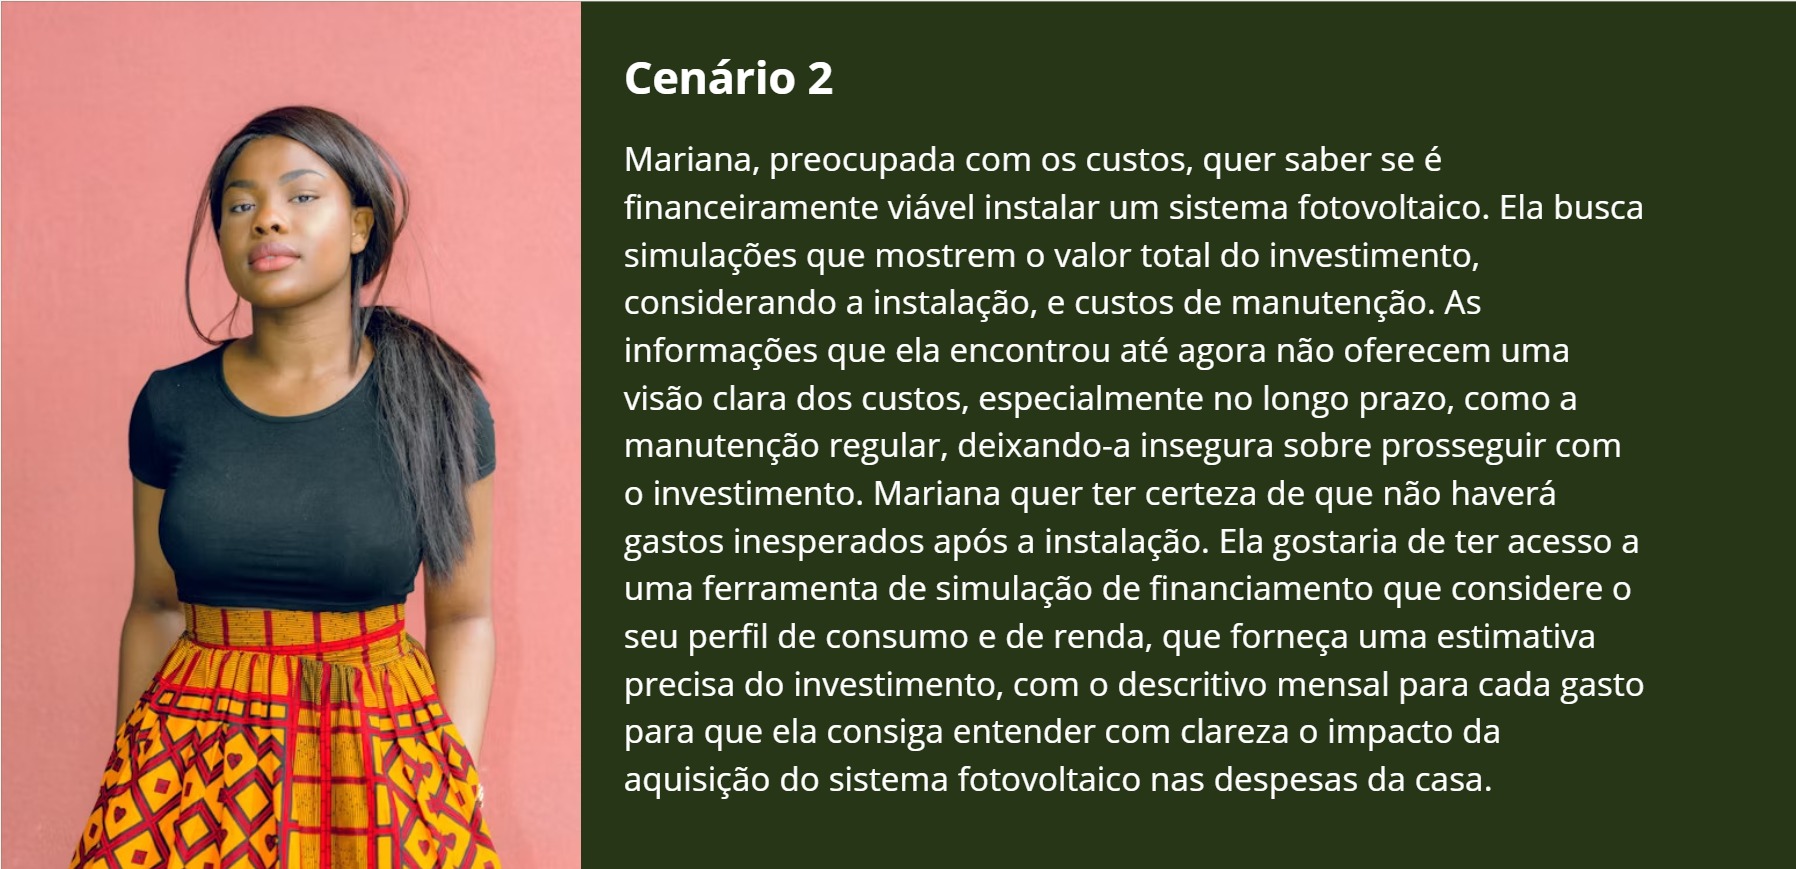 Cenário 2
Mariana, preocupada com os custos, quer saber se é
financeiramente viável instalar um sistema fotovoltaico. Ela busca
simulações que mostrem o valor total do investimento,
considerando a instalação, e custos de manutenção. As
informações que ela encontrou até agora não oferecem uma
visão clara dos custos, especialmente no longo prazo, como a
manutenção regular, deixando-a insegura sobre prosseguir com
o investimento. Mariana quer ter certeza de que não haverá
gastos inesperados após a instalação. Ela gostaria de ter acesso a
uma ferramenta de simulação de financiamento que considere o
seu perfil de consumo e de renda, que forneça uma estimativa
precisa do investimento, com o descritivo mensal para cada gasto
para que ela consiga entender com clareza o impacto da
aquisição do sistema fotovoltaico nas despesas da casa.